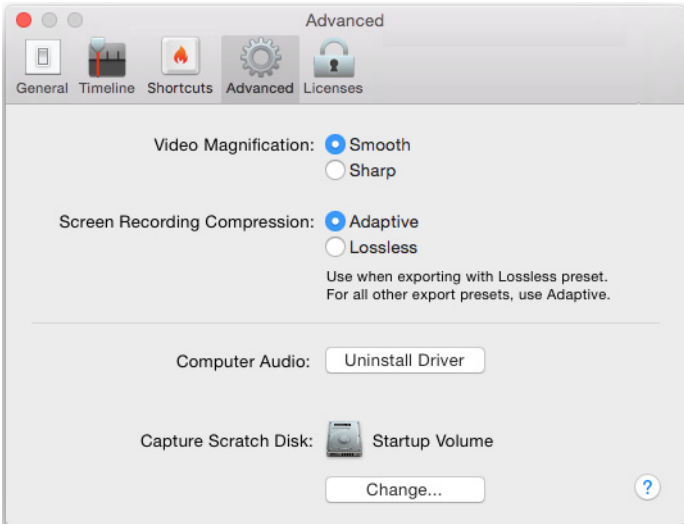 Advanced
General Timeline Shortcuts Advanced Licenses
Video Magnification: Smooth
Sharp
Screen Recording Compression: Adaptive
Lossless
Use when exporting with Lossless preset.
For all other export presets, use Adaptive.
Computer Audio: Uninstall Driver
Capture Scratch Disk: Startup Volume
Change... ?